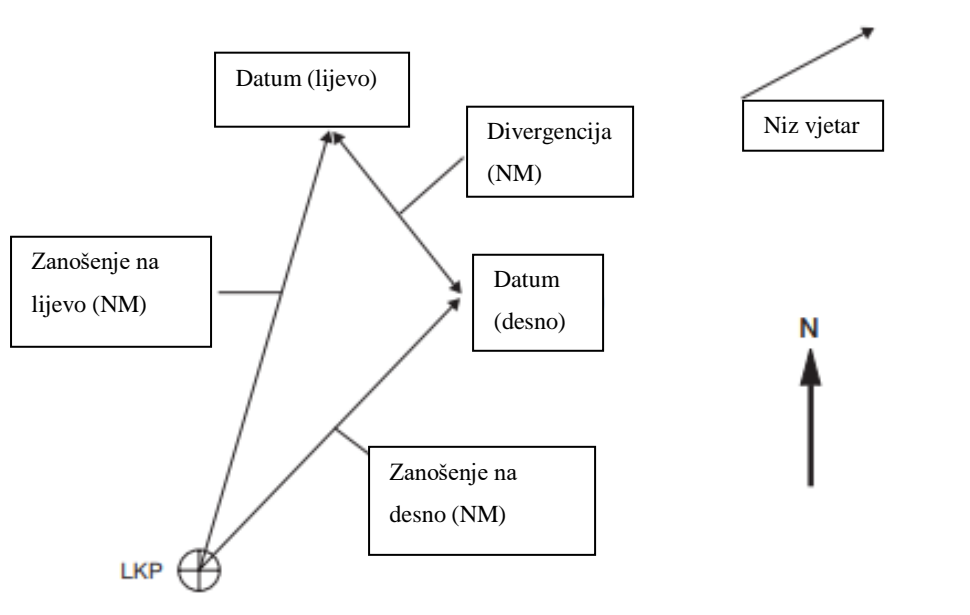 Datum (lijevo)
Niz vjetar
Divergencija
(NM)
Zanošenje na
lijevo (NM)
Datum
(desno)
N
Zanošenje na
desno (NM)
LKP